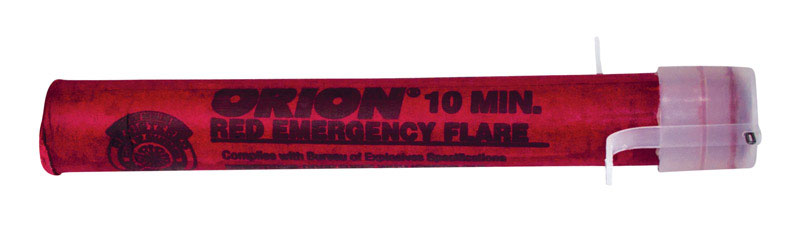 ORION® 10 MIN.
RED EMERGENCY FLARE
Complies with Bureau of Explosives Specifications